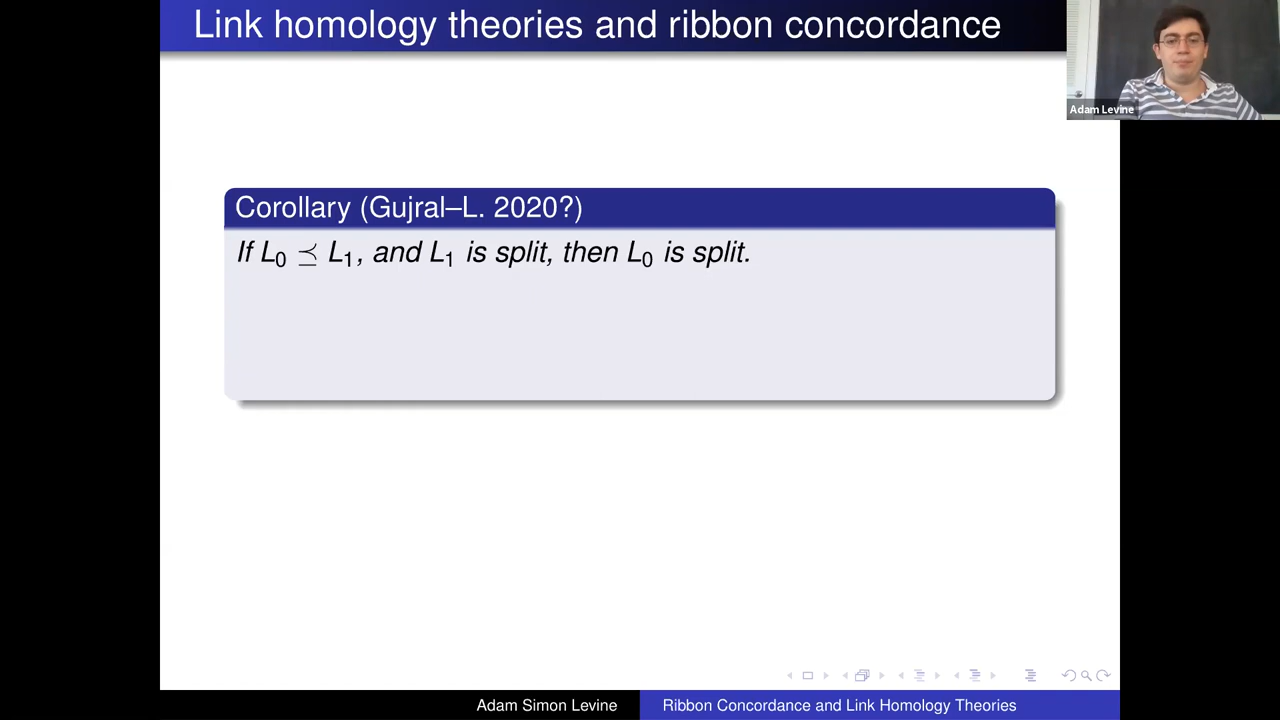 Link homology theories and ribbon concordance
Adam Levine
Corollary (Gujral–L. 2020?)
If L₀ ⪯ L₁, and L₁ is split, then L₀ is split.
Adam Simon Levine
Ribbon Concordance and Link Homology Theories